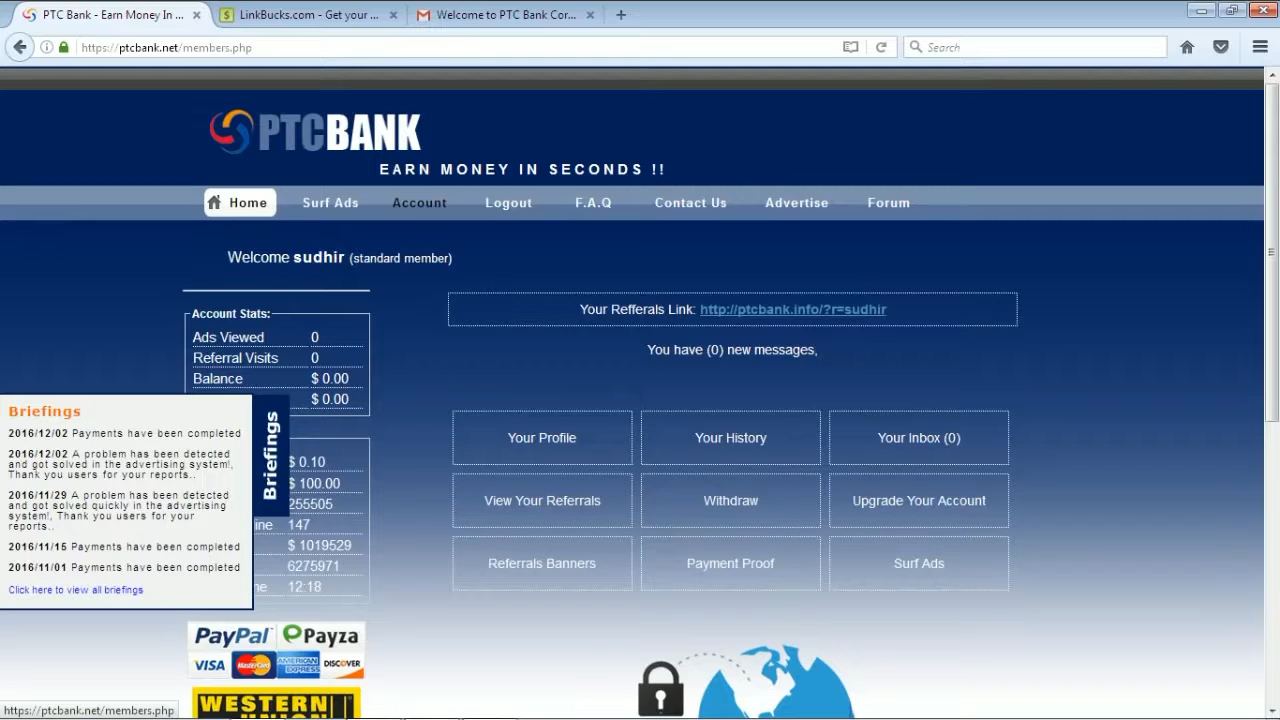 PTC Bank - Earn Money In ...
LinkBucks.com - Get your ...
Welcome to PTC Bank Cor...
https://ptcbank.net/members.php
Search
PTCBANK
EARN MONEY IN SECONDS !!
Home
Surf Ads
Account
Logout
F.A.Q
Contact Us
Advertise
Forum
Welcome sudhir (standard member)
Account Stats:
Ads Viewed 0
Referral Visits 0
Balance $ 0.00
$ 0.00
Your Refferals Link: http://ptcbank.info/?r=sudhir
You have (0) new messages,
Your Profile
Your History
Your Inbox (0)
View Your Referrals
Withdraw
Upgrade Your Account
Referrals Banners
Payment Proof
Surf Ads
Briefings
2016/12/02 Payments have been completed
2016/12/02 A problem has been detected
and got solved in the advertising system!,
Thank you users for your reports..
2016/11/29 A problem has been detected
and got solved quickly in the advertising
system!, Thank you users for your
reports..
2016/11/15 Payments have been completed
2016/11/01 Payments have been completed
Click here to view all briefings
Briefings
$ 0.10
$ 100.00
255505
147
$ 1019529
6275971
12:18
PayPal
Payza
VISA
MasterCard
AMERICAN EXPRESS
DISCOVER
WESTERN
UNION
https://ptcbank.net/members.php